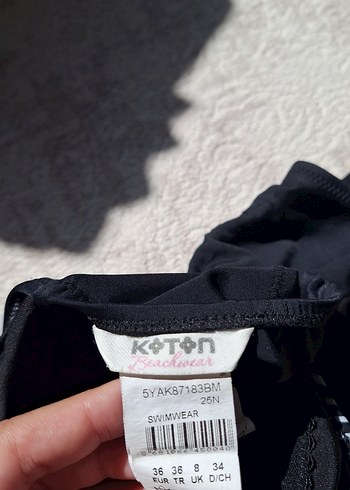 KOTON
Beachwear
5YAK87183BM
25N
SWIMWEAR
36 36 8 34
EUR TR UK D/CH